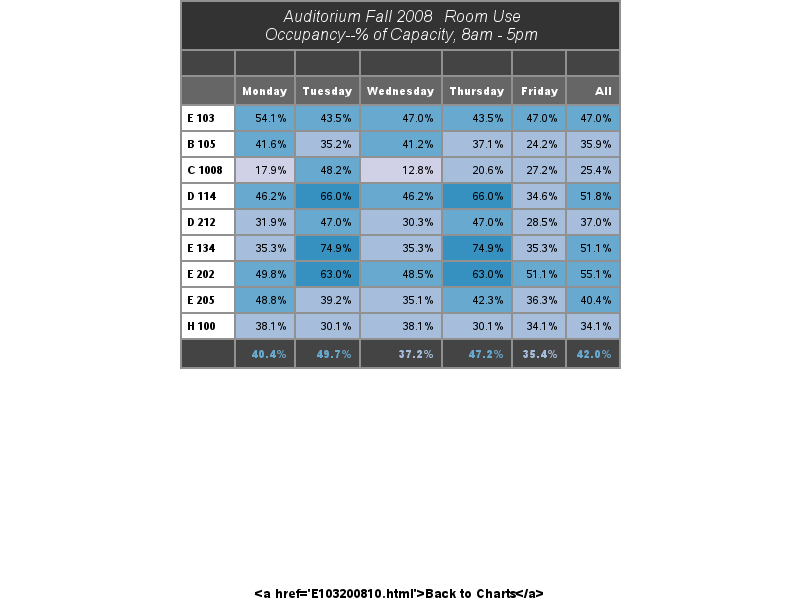 Auditorium Fall 2008 Room Use
Occupancy--% of Capacity, 8am - 5pm
Monday Tuesday Wednesday Thursday Friday All
E 103 54.1% 43.5% 47.0% 43.5% 47.0% 47.0%
B 105 41.6% 35.2% 41.2% 37.1% 24.2% 35.9%
C 1008 17.9% 48.2% 12.8% 20.6% 27.2% 25.4%
D 114 46.2% 66.0% 46.2% 66.0% 34.6% 51.8%
D 212 31.9% 47.0% 30.3% 47.0% 28.5% 37.0%
E 134 35.3% 74.9% 35.3% 74.9% 35.3% 51.1%
E 202 49.8% 63.0% 48.5% 63.0% 51.1% 55.1%
E 205 48.8% 39.2% 35.1% 42.3% 36.3% 40.4%
H 100 38.1% 30.1% 38.1% 30.1% 34.1% 34.1%
40.4% 49.7% 37.2% 47.2% 35.4% 42.0%
<a href='E103200810.html'>Back to Charts</a>